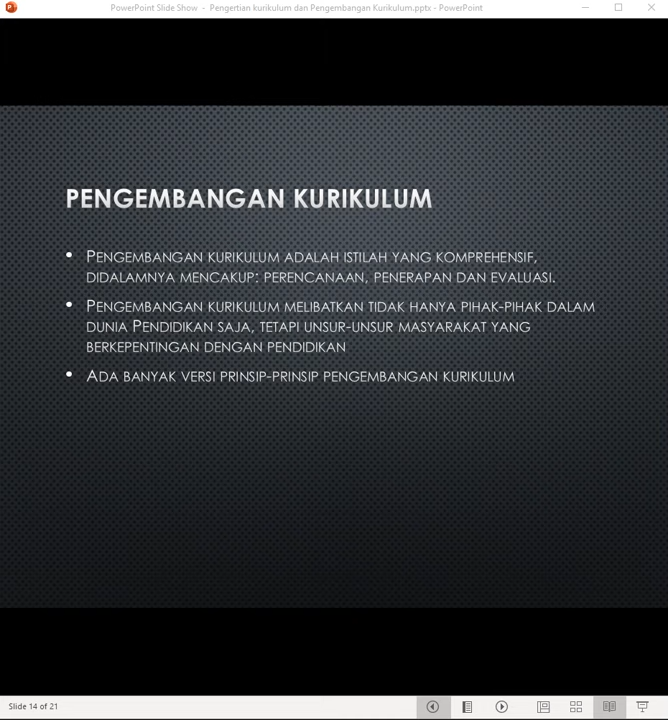 PowerPoint Slide Show - Pengertian kurikulum dan Pengembangan Kurikulum.pptx - PowerPoint
PENGEMBANGAN KURIKULUM
• PENGEMBANGAN KURIKULUM ADALAH ISTILAH YANG KOMPREHENSIF,
DIDALAMNYA MENCAKUP: PERENCANAAN, PENERAPAN DAN EVALUASI.
• PENGEMBANGAN KURIKULUM MELIBATKAN TIDAK HANYA PIHAK-PIHAK DALAM
DUNIA PENDIDIKAN SAJA, TETAPI UNSUR-UNSUR MASYARAKAT YANG
BERKEPENTINGAN DENGAN PENDIDIKAN
• ADA BANYAK VERSI PRINSIP-PRINSIP PENGEMBANGAN KURIKULUM
Slide 14 of 21